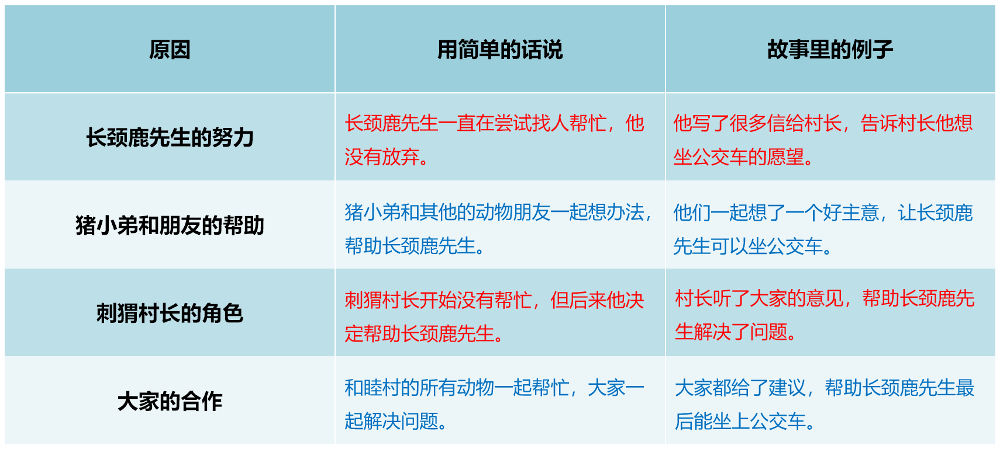 原因
用简单的话说
故事里的例子
长颈鹿先生的努力
长颈鹿先生一直在尝试找人帮忙，他
没有放弃。
他写了很多信给村长，告诉村长他想
坐公交车的愿望。
猪小弟和朋友的帮助
猪小弟和其他的动物朋友一起想办法，
帮助长颈鹿先生。
他们一起想了一个好主意，让长颈鹿
先生可以坐公交车。
刺猬村长的角色
刺猬村长开始没有帮忙，但后来他决
定帮助长颈鹿先生。
村长听了大家的意见，帮助长颈鹿先
生解决了问题。
大家的合作
和睦村的所有动物一起帮忙，大家一
起解决问题。
大家都给了建议，帮助长颈鹿先生最
后能坐上公交车。